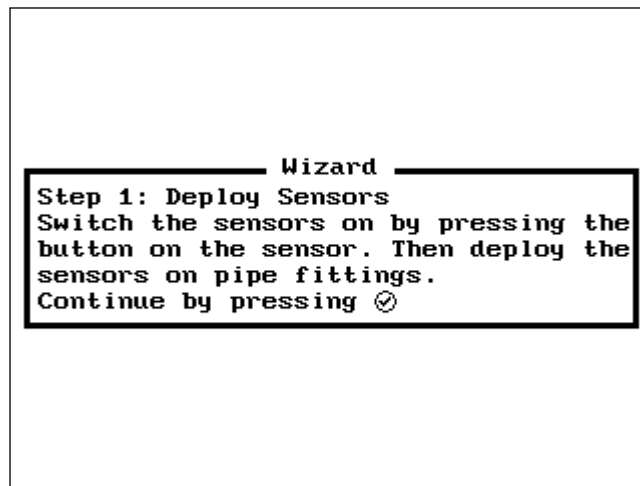 Wizard
Step 1: Deploy Sensors
Switch the sensors on by pressing the
button on the sensor. Then deploy the
sensors on pipe fittings.
Continue by pressing ✓